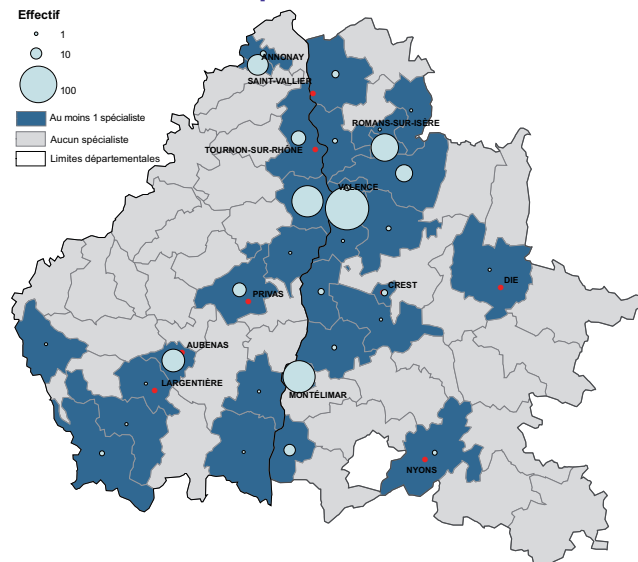 Effectif
1
10
100
Au moins 1 spécialiste
Aucun spécialiste
Limites départementales
ANNONAY
SAINT-VALLIER
ROMANS-SUR-ISÈRE
TOURNON-SUR-RHÔNE
VALENCE
DIE
CREST
PRIVAS
AUBENAS
LARGENTIÈRE
MONTÉLIMAR
NYONS